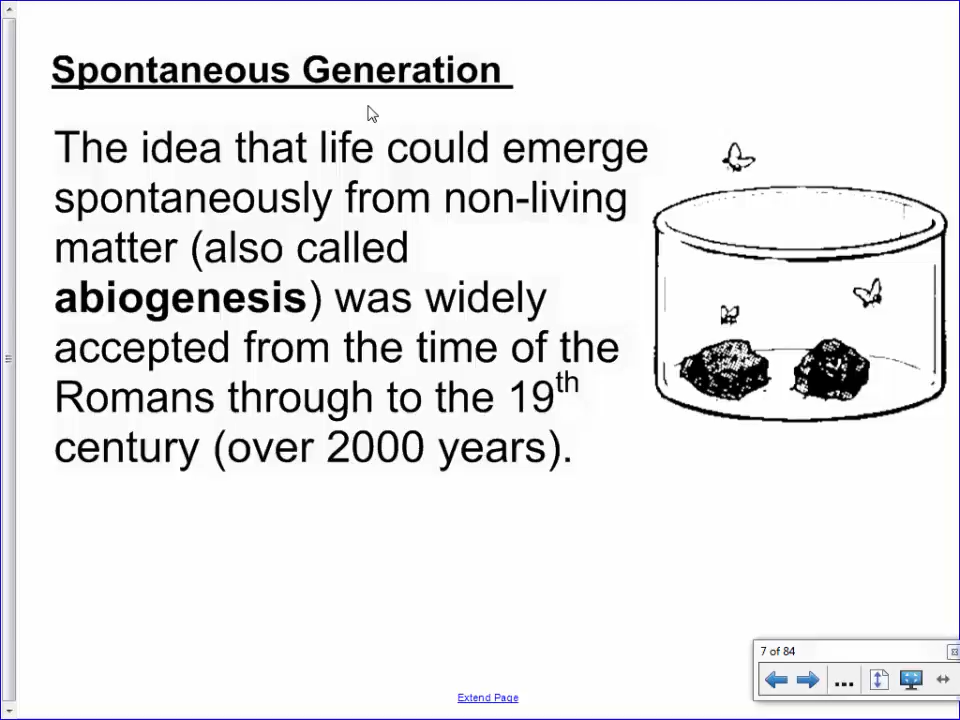 Spontaneous Generation
The idea that life could emerge
spontaneously from non-living
matter (also called
abiogenesis) was widely
accepted from the time of the
Romans through to the 19th
century (over 2000 years).
7 of 84
...
Extend Page